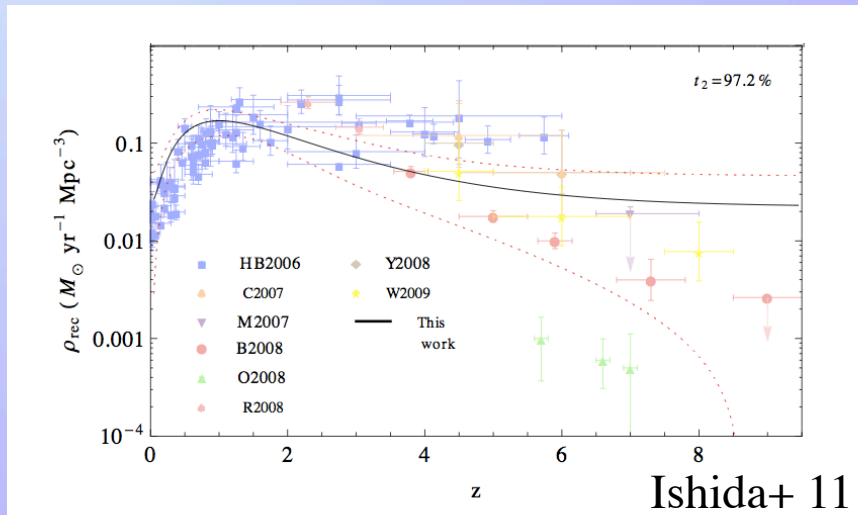 t₂=97.2%
ρ_rec ( M_⊙ yr⁻¹ Mpc⁻³)
0.1
0.01
0.001
10⁻⁴
HB2006
Y2008
C2007
W2009
M2007
This
work
B2008
O2008
R2008
0 2 4 6 8
z
Ishida+ 11